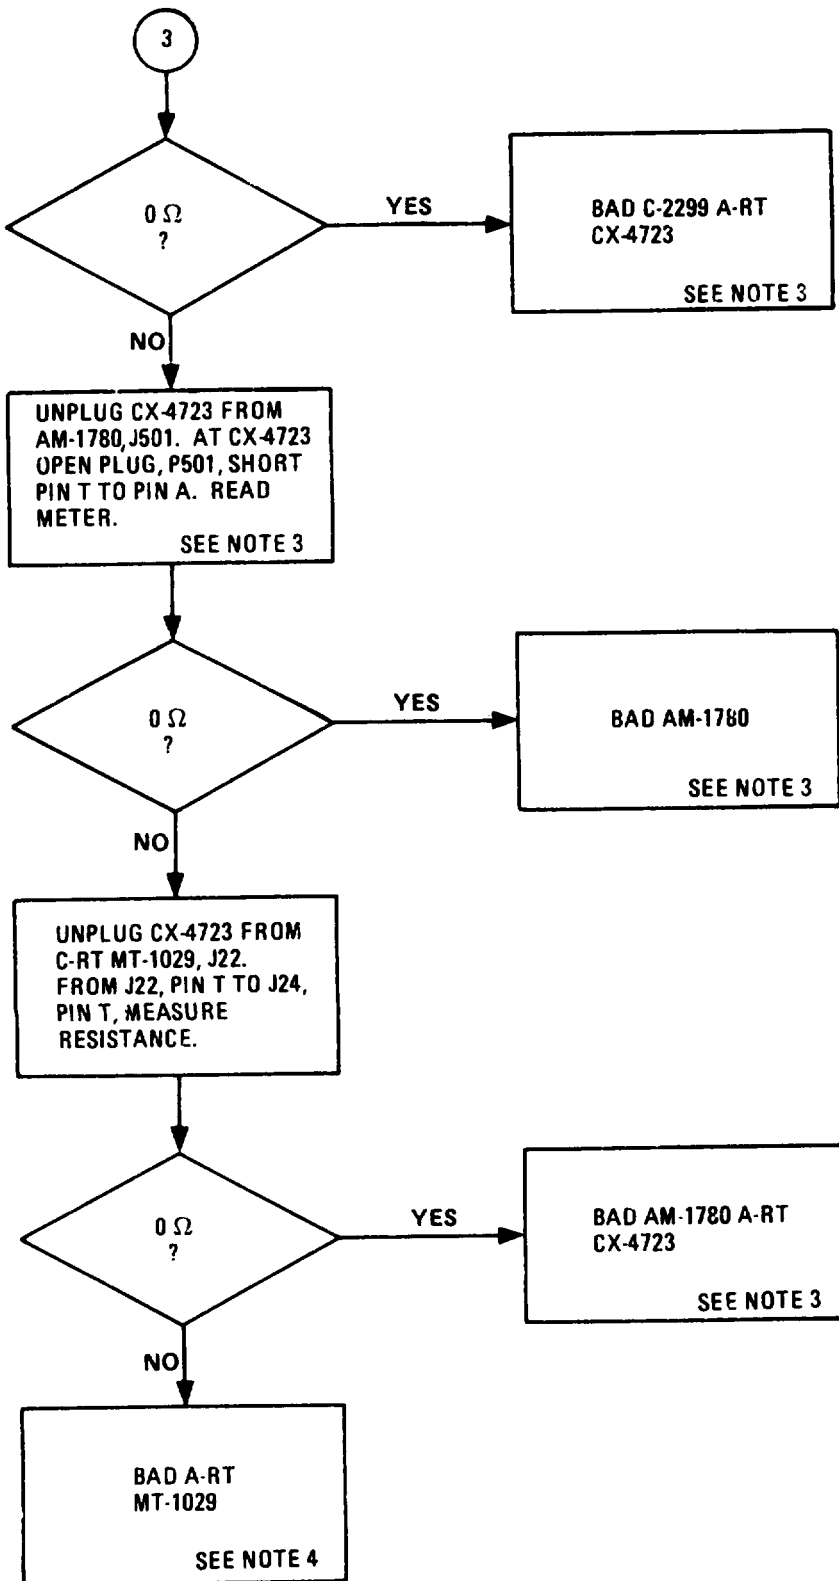 3
0 Ω
?
YES
BAD C-2299 A-RT
CX-4723
SEE NOTE 3
NO
UNPLUG CX-4723 FROM
AM-1780, J501. AT CX-4723
OPEN PLUG, P501, SHORT
PIN T TO PIN A. READ
METER.
SEE NOTE 3
0 Ω
?
YES
BAD AM-1780
SEE NOTE 3
NO
UNPLUG CX-4723 FROM
C-RT MT-1029, J22.
FROM J22, PIN T TO J24,
PIN T, MEASURE
RESISTANCE.
0 Ω
?
YES
BAD AM-1780 A-RT
CX-4723
SEE NOTE 3
NO
BAD A-RT
MT-1029
SEE NOTE 4